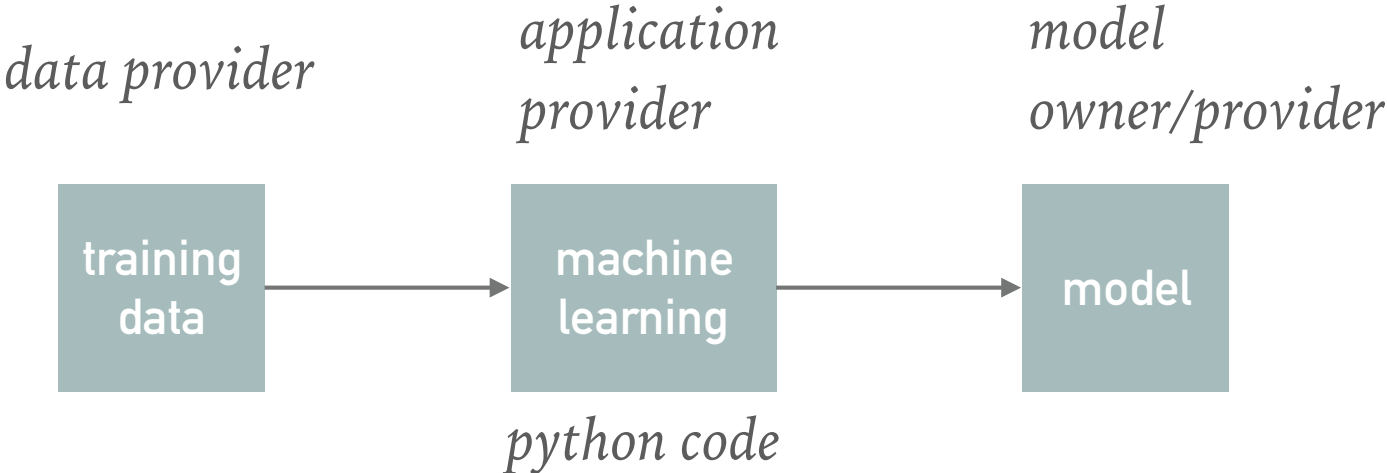 data provider
application
provider
model
owner/provider
training
data
machine
learning
model
python code